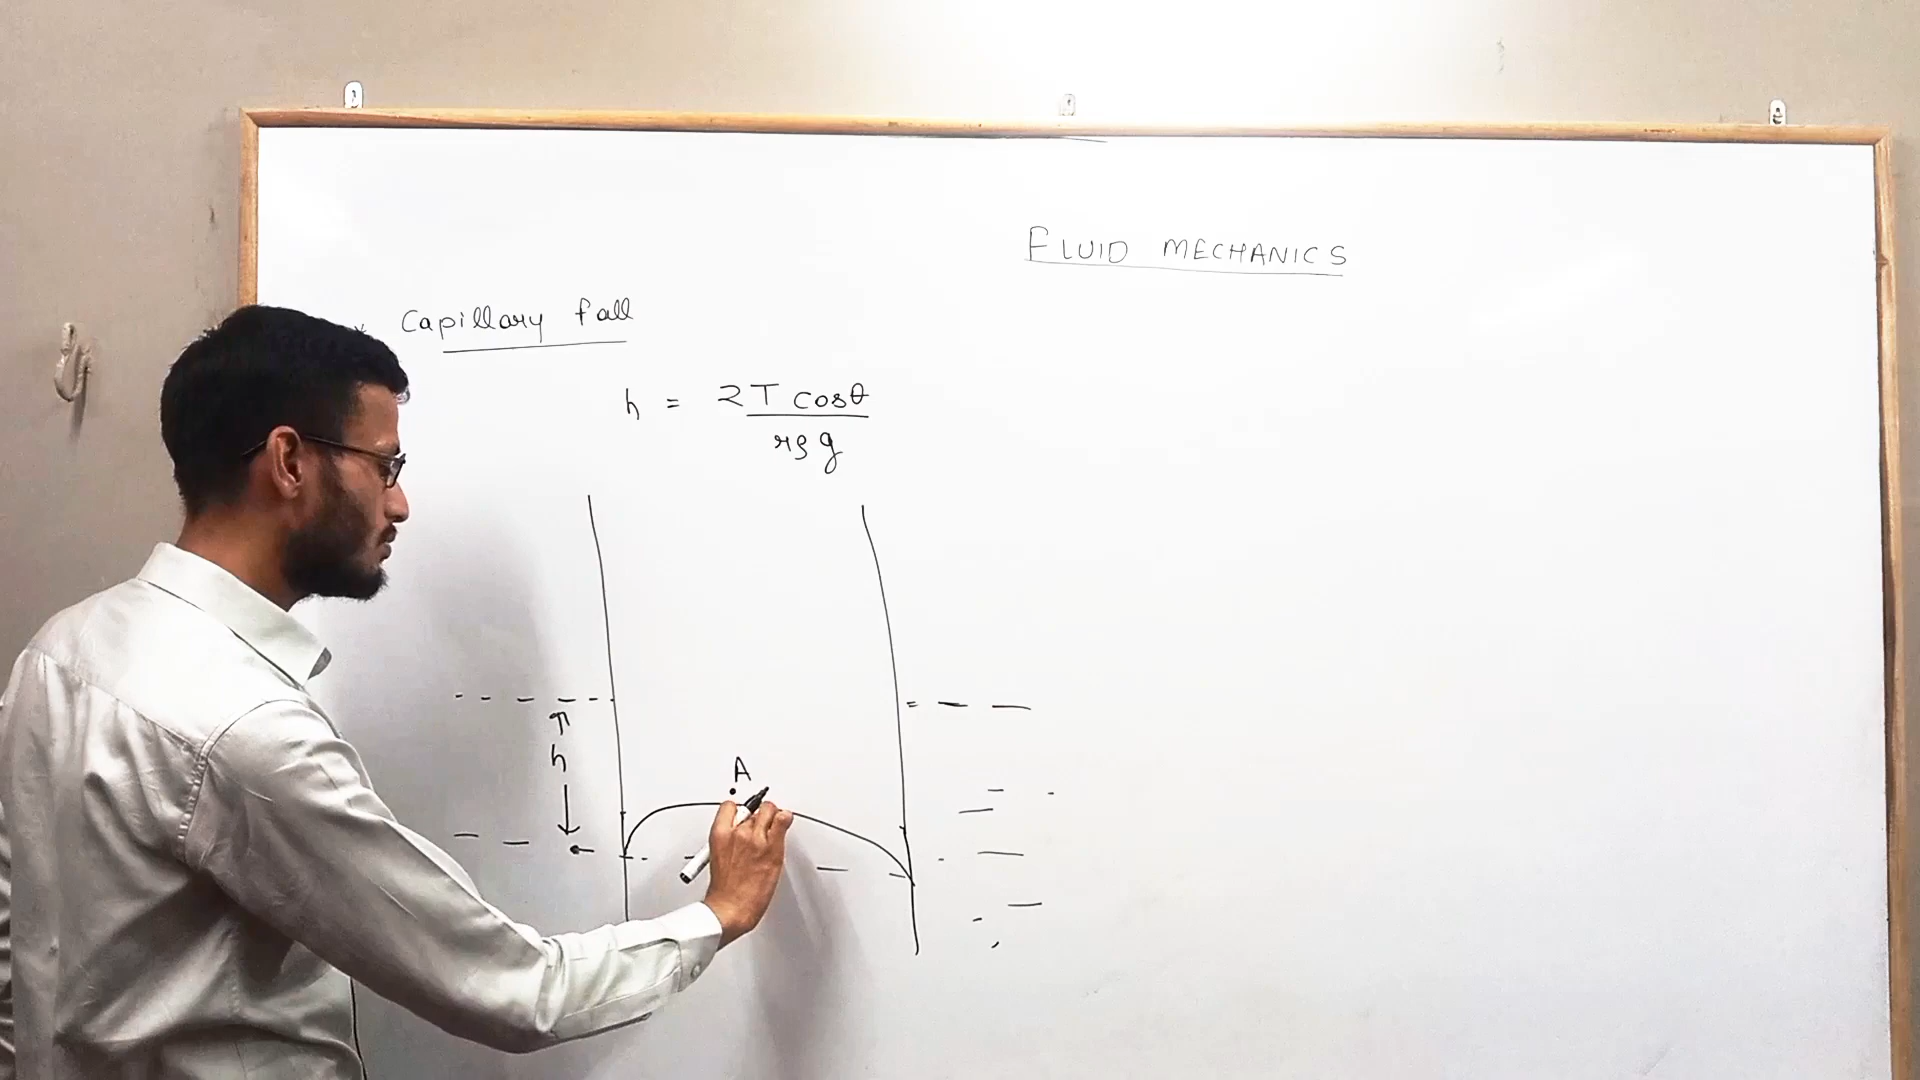 FLUID MECHANICS
* Capillary fall
h = 2T cosθ
rρg
h
A